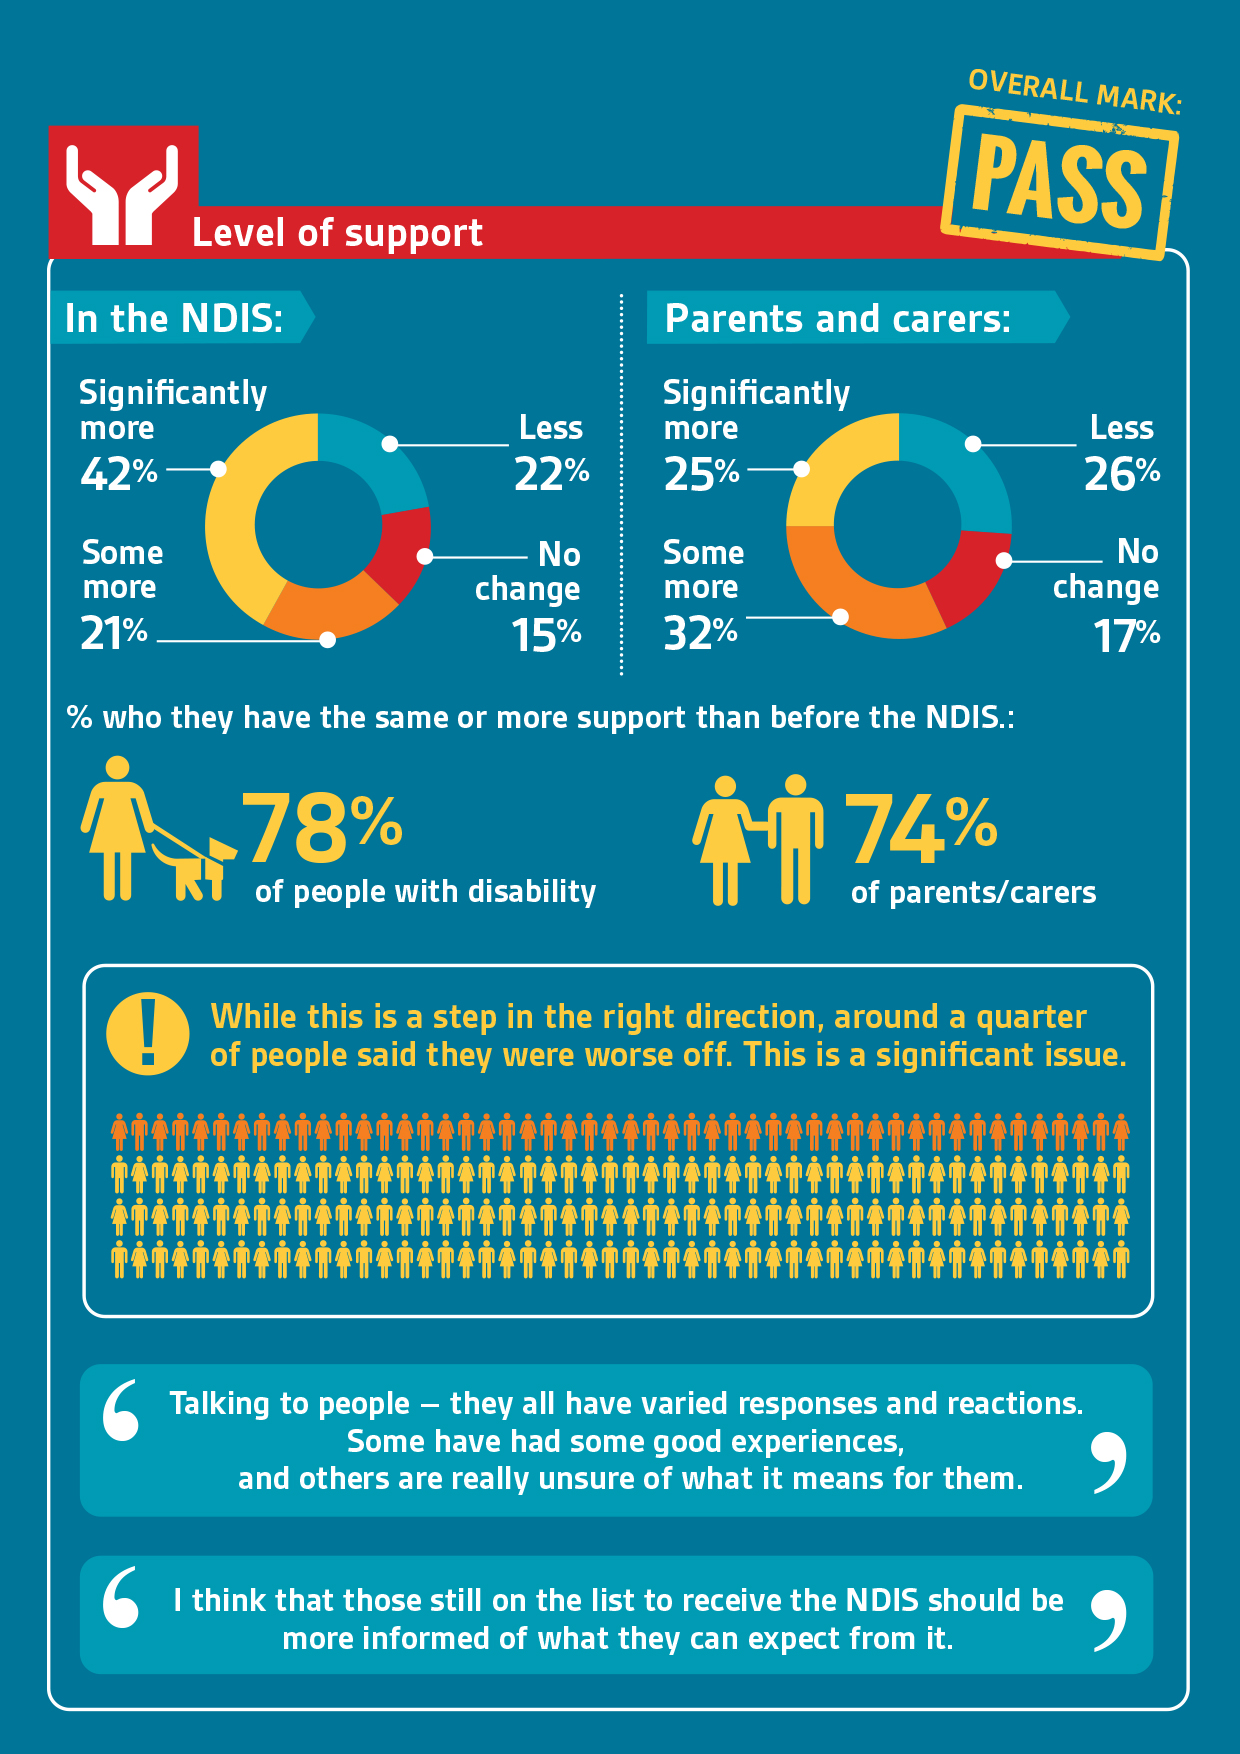 OVERALL MARK:
PASS
Level of support
In the NDIS:
Significantly
more
42%
Less
22%
Some
more
21%
No
change
15%
Parents and carers:
Significantly
more
25%
Less
26%
Some
more
32%
No
change
17%
% who they have the same or more support than before the NDIS.:
78%
of people with disability
74%
of parents/carers
!
While this is a step in the right direction, around a quarter
of people said they were worse off. This is a significant issue.
‘ Talking to people – they all have varied responses and reactions.
Some have had some good experiences,
and others are really unsure of what it means for them. ’
‘ I think that those still on the list to receive the NDIS should be
more informed of what they can expect from it. ’